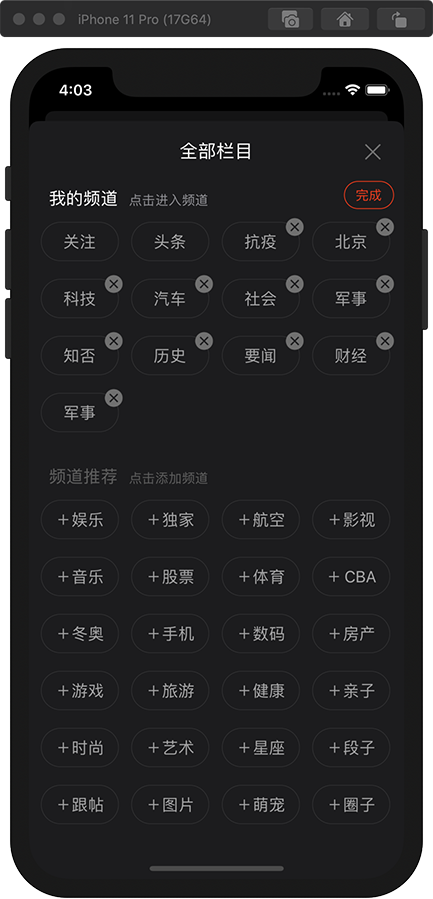 iPhone 11 Pro (17G64)
4:03
全部栏目
我的频道 点击进入频道 完成
关注 头条 抗疫 北京
科技 汽车 社会 军事
知否 历史 要闻 财经
军事
频道推荐 点击添加频道
+娱乐 +独家 +航空 +影视
+音乐 +股票 +体育 + CBA
+冬奥 +手机 +数码 +房产
+游戏 +旅游 +健康 +亲子
+时尚 +艺术 +星座 +段子
+跟帖 +图片 +萌宠 +圈子